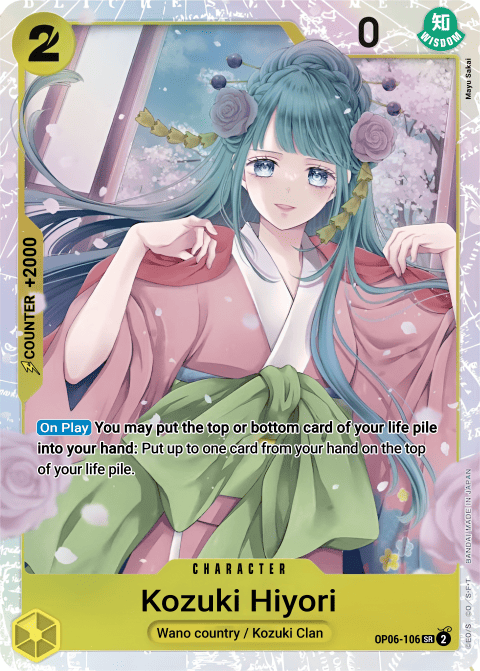 2
0
知
WISDOM
Mayu Sakai
COUNTER +2000
On Play You may put the top or bottom card of your life pile
into your hand: Put up to one card from your hand on the top
of your life pile.
©E.O/S. ©O./S.・F・T BANDAI MADE IN JAPAN
CHARACTER
Kozuki Hiyori
Wano country / Kozuki Clan
OP06-106 SR 2